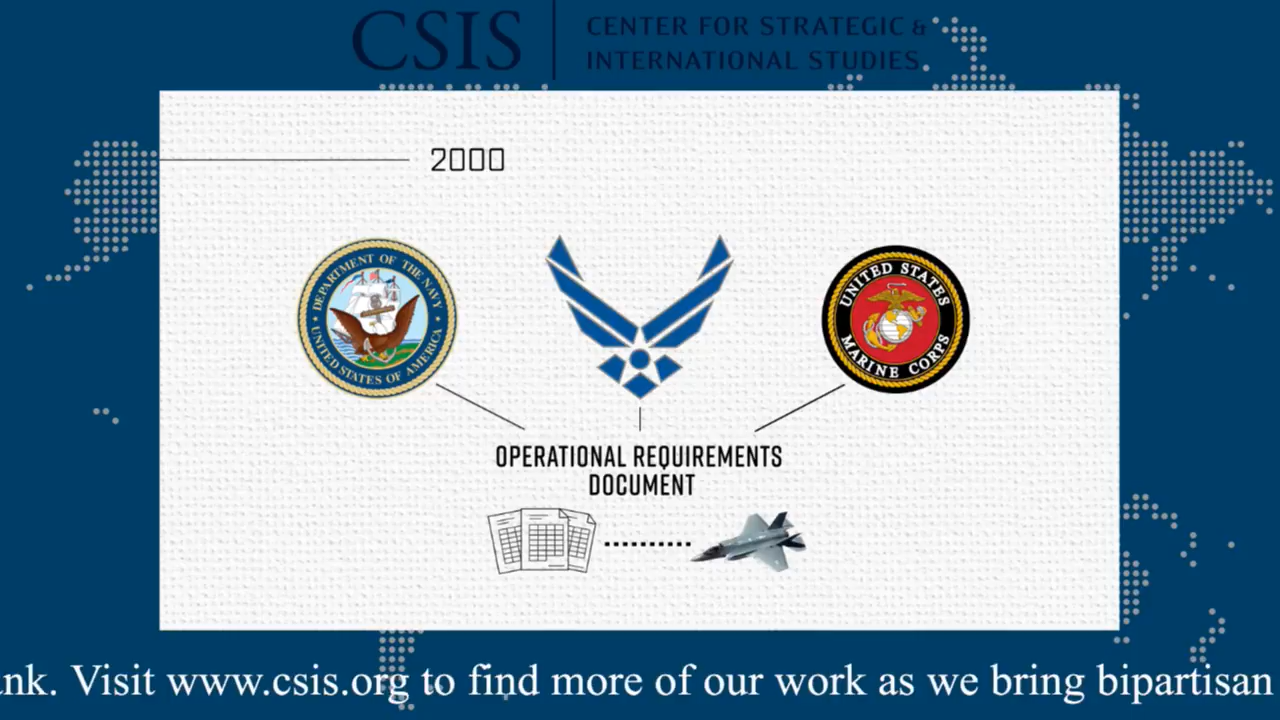 CSIS
CENTER FOR STRATEGIC &
INTERNATIONAL STUDIES
2000
DEPARTMENT OF THE NAVY
UNITED STATES OF AMERICA
UNITED STATES
MARINE CORPS
OPERATIONAL REQUIREMENTS
DOCUMENT
nk. Visit www.csis.org to find more of our work as we bring bipartisan